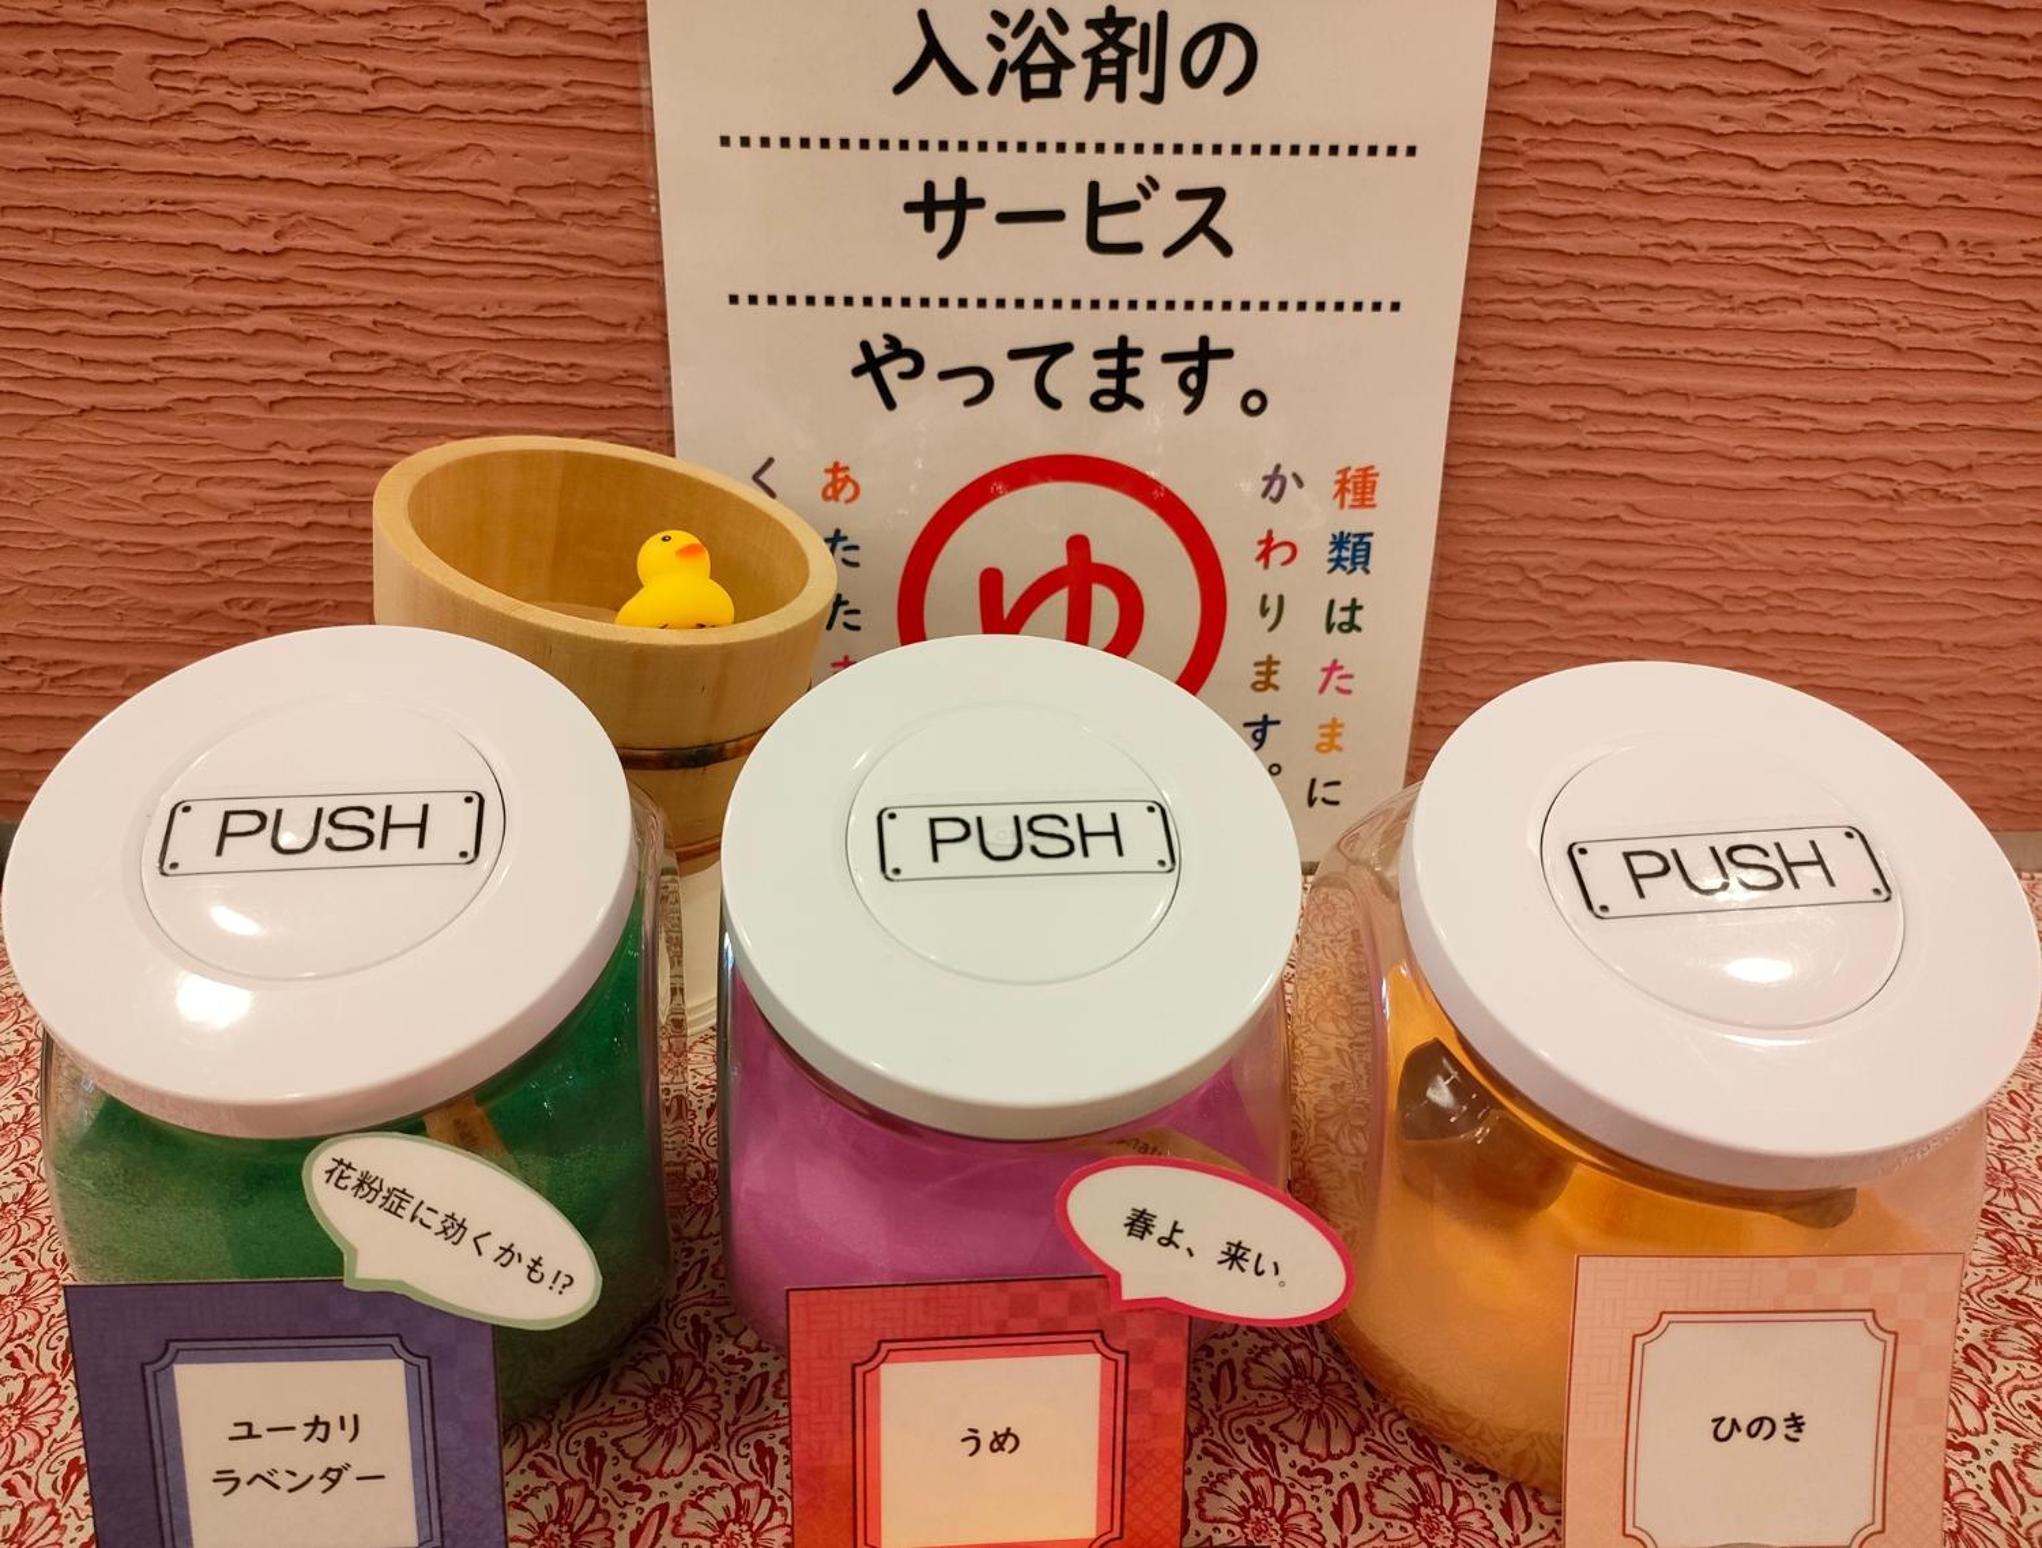 入浴剤の
サービス
やってます。
種類はたまに
かわります。
ゆ
あたた
く
PUSH
PUSH
PUSH
花粉症に効くかも!?
春よ、来い。
ユーカリ
ラベンダー
うめ
ひのき